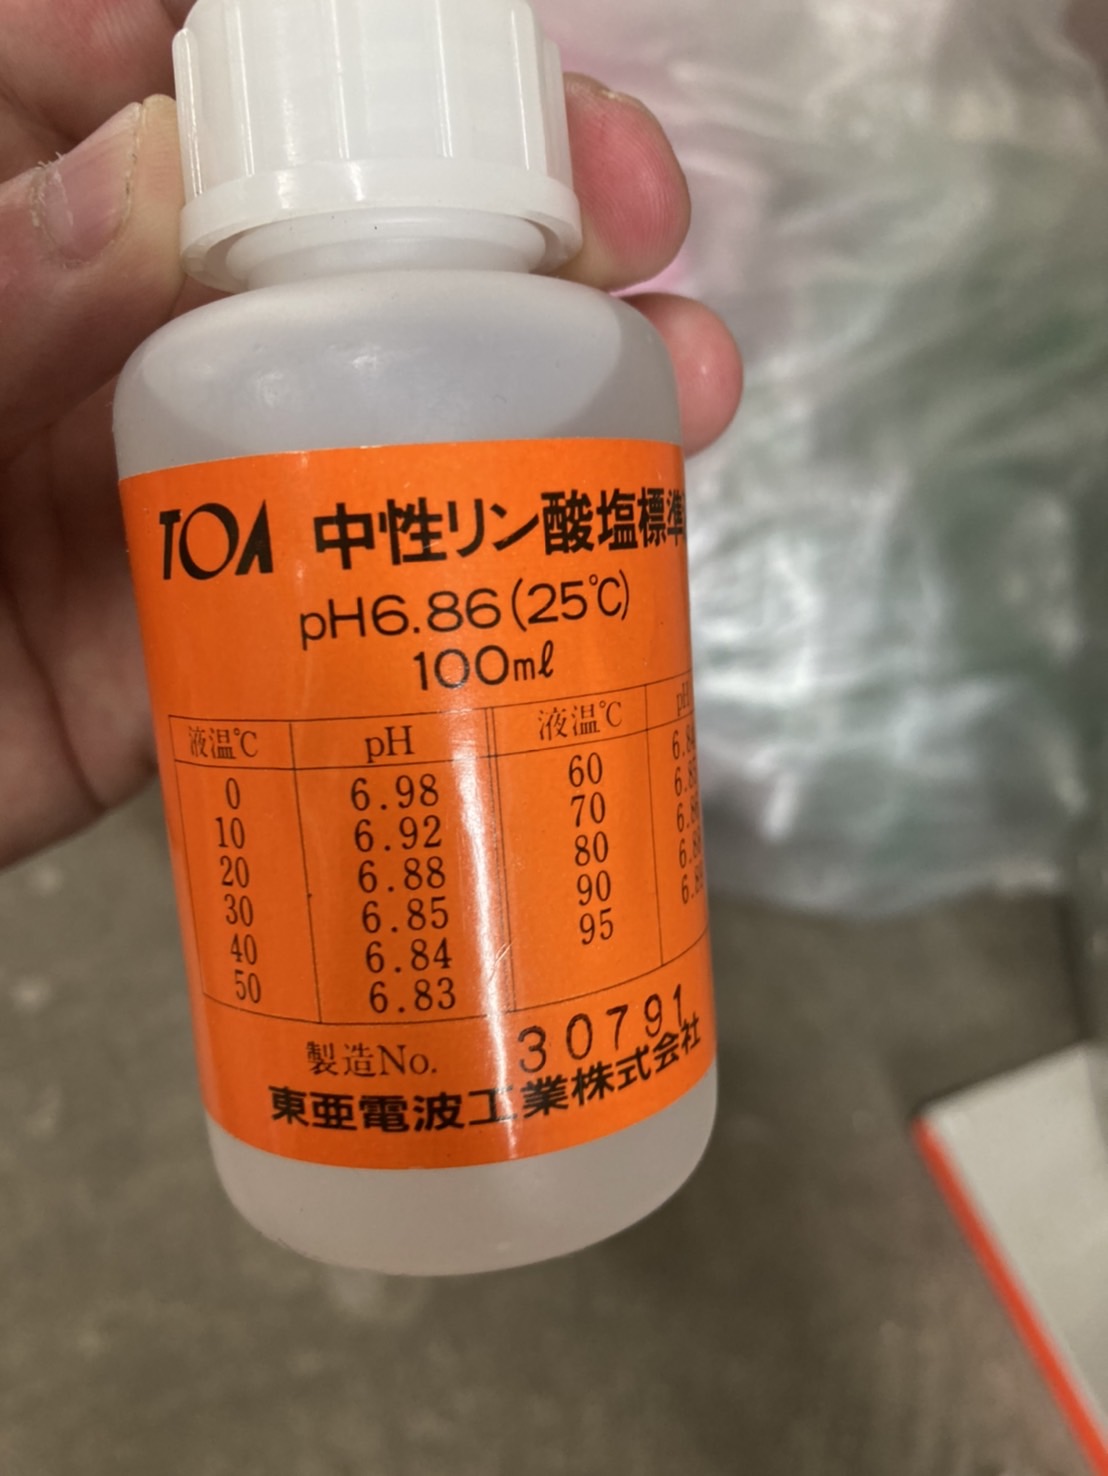 TOA 中性リン酸塩標準
pH6.86(25℃)
100mℓ
液温℃ pH 液温℃ pH
0 6.98 60
10 6.92 70
20 6.88 80
30 6.85 90
40 6.84 95
50 6.83
製造No. 30791
東亜電波工業株式会社